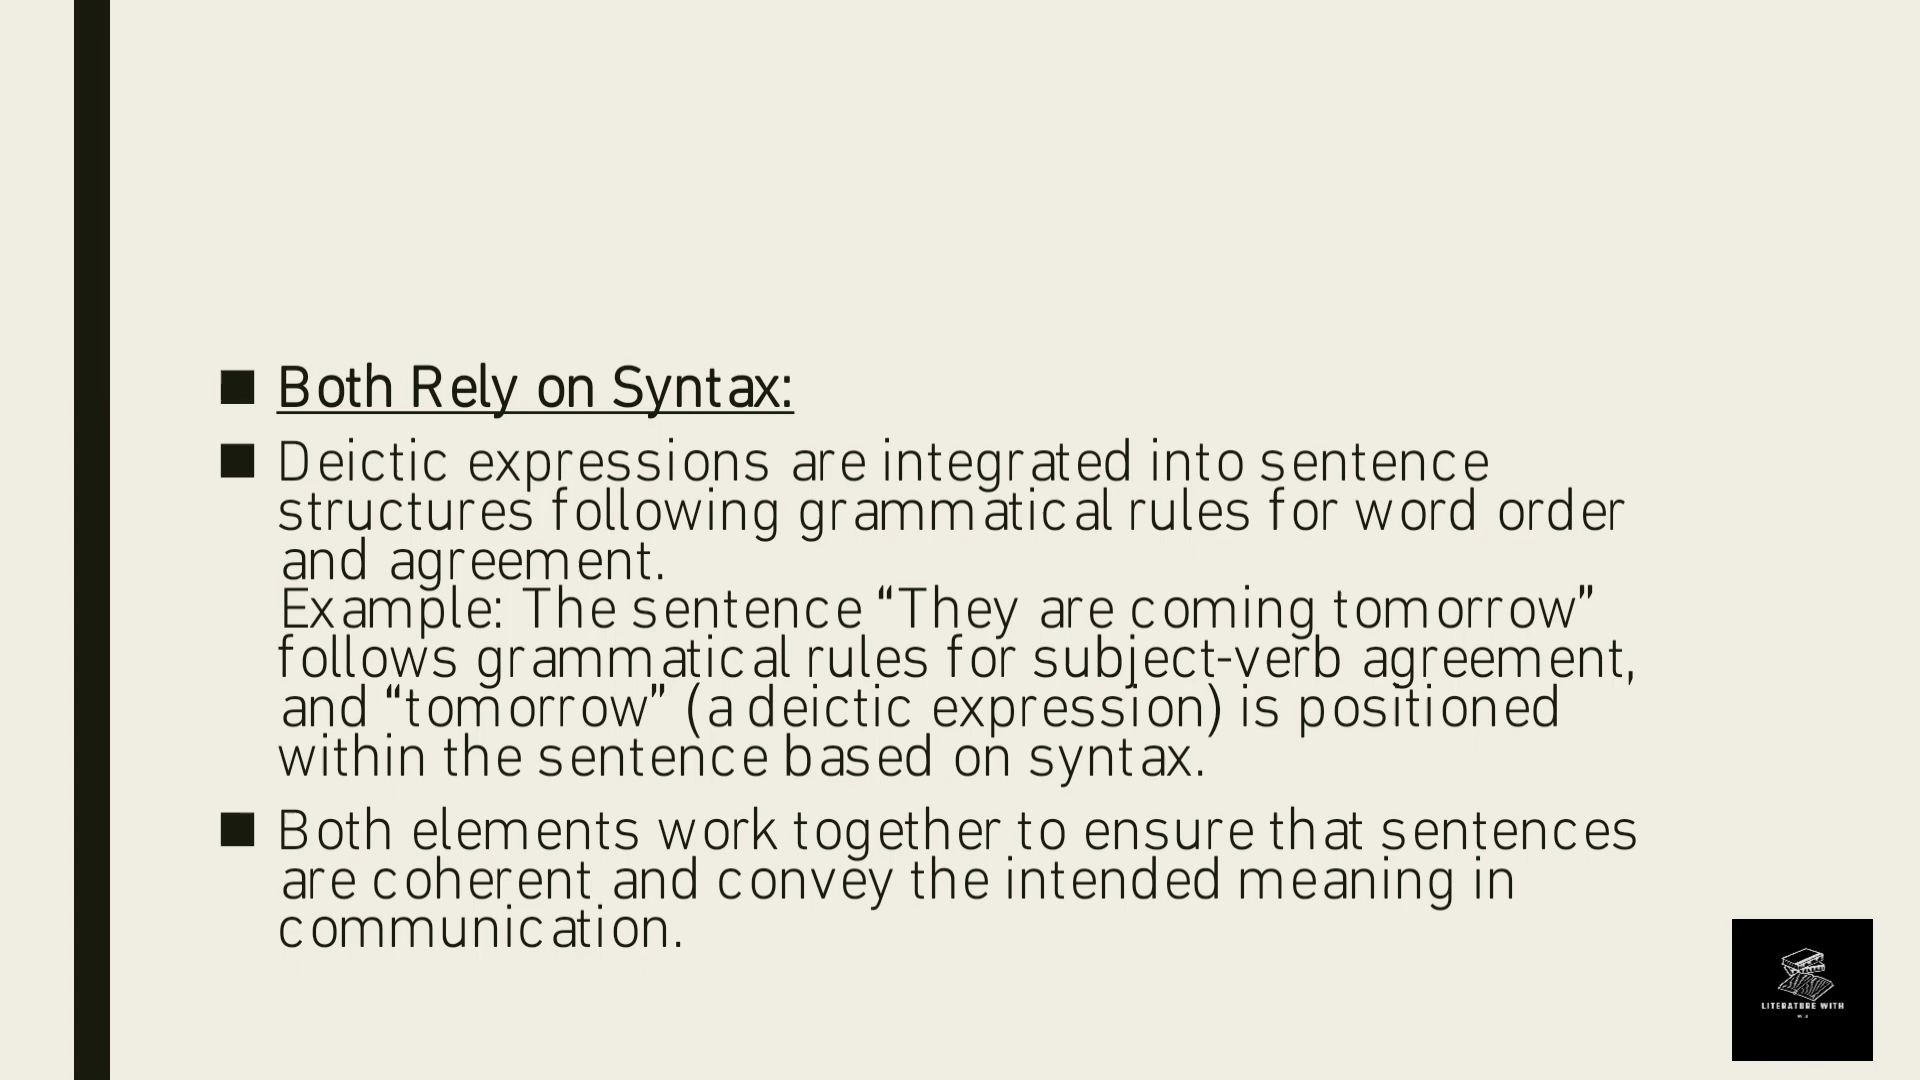 Both Rely on Syntax:
Deictic expressions are integrated into sentence
structures following grammatical rules for word order
and agreement.
Example: The sentence “They are coming tomorrow”
follows grammatical rules for subject-verb agreement,
and “tomorrow” (a deictic expression) is positioned
within the sentence based on syntax.
Both elements work together to ensure that sentences
are coherent and convey the intended meaning in
communication.
LITERATURE WITH